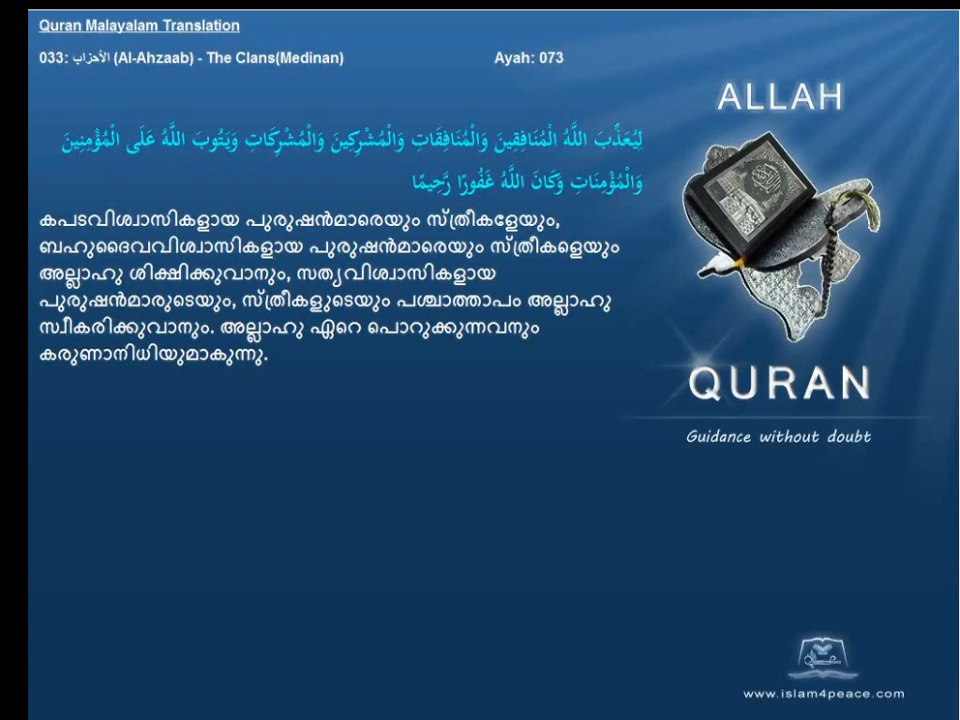 Quran Malayalam Translation
033: الأحزاب (Al-Ahzaab) - The Clans(Medinan) Ayah: 073
لِيُعَذِّبَ اللَّهُ الْمُنَافِقِينَ وَالْمُنَافِقَاتِ وَالْمُشْرِكِينَ وَالْمُشْرِكَاتِ وَيَتُوبَ اللَّهُ عَلَى الْمُؤْمِنِينَ
وَالْمُؤْمِنَاتِ وَكَانَ اللَّهُ غَفُورًا رَّحِيمًا
കപടവിശ്വാസികളായ പുരുഷൻമാരെയും സ്ത്രീകളേയും,
ബഹുദൈവവിശ്വാസികളായ പുരുഷൻമാരെയും സ്ത്രീകളെയും
അല്ലാഹു ശിക്ഷിക്കുവാനും, സത്യവിശ്വാസികളായ
പുരുഷൻമാരുടെയും, സ്ത്രീകളുടെയും പശ്ചാത്താപം അല്ലാഹു
സ്വീകരിക്കുവാനും. അല്ലാഹു ഏറെ പൊറുക്കുന്നവനും
കരുണാനിധിയുമാകുന്നു.
ALLAH
QURAN
Guidance without doubt
www.islam4peace.com